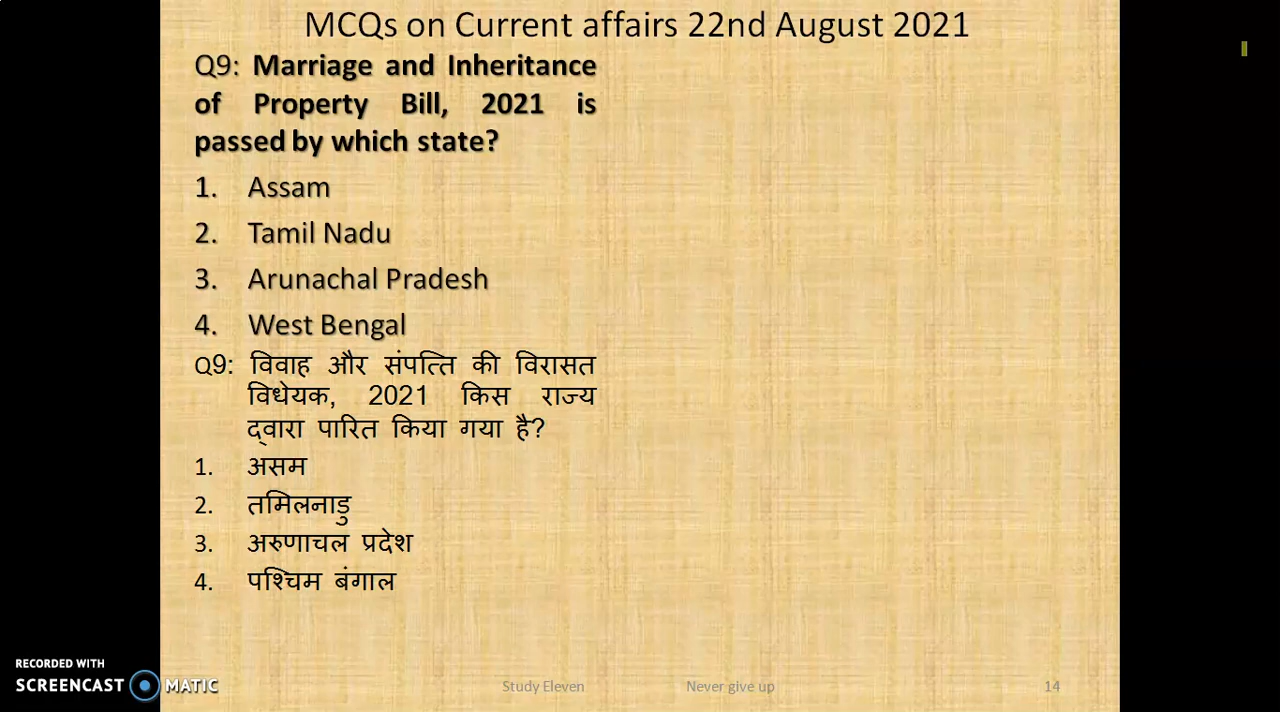 MCQs on Current affairs 22nd August 2021
Q9: Marriage and Inheritance
of Property Bill, 2021 is
passed by which state?
1. Assam
2. Tamil Nadu
3. Arunachal Pradesh
4. West Bengal
Q9: विवाह और संपत्ति की विरासत
विधेयक, 2021 किस राज्य
द्वारा पारित किया गया है?
1. असम
2. तमिलनाडु
3. अरुणाचल प्रदेश
4. पश्चिम बंगाल
RECORDED WITH
SCREENCAST MATIC
Study Eleven Never give up 14